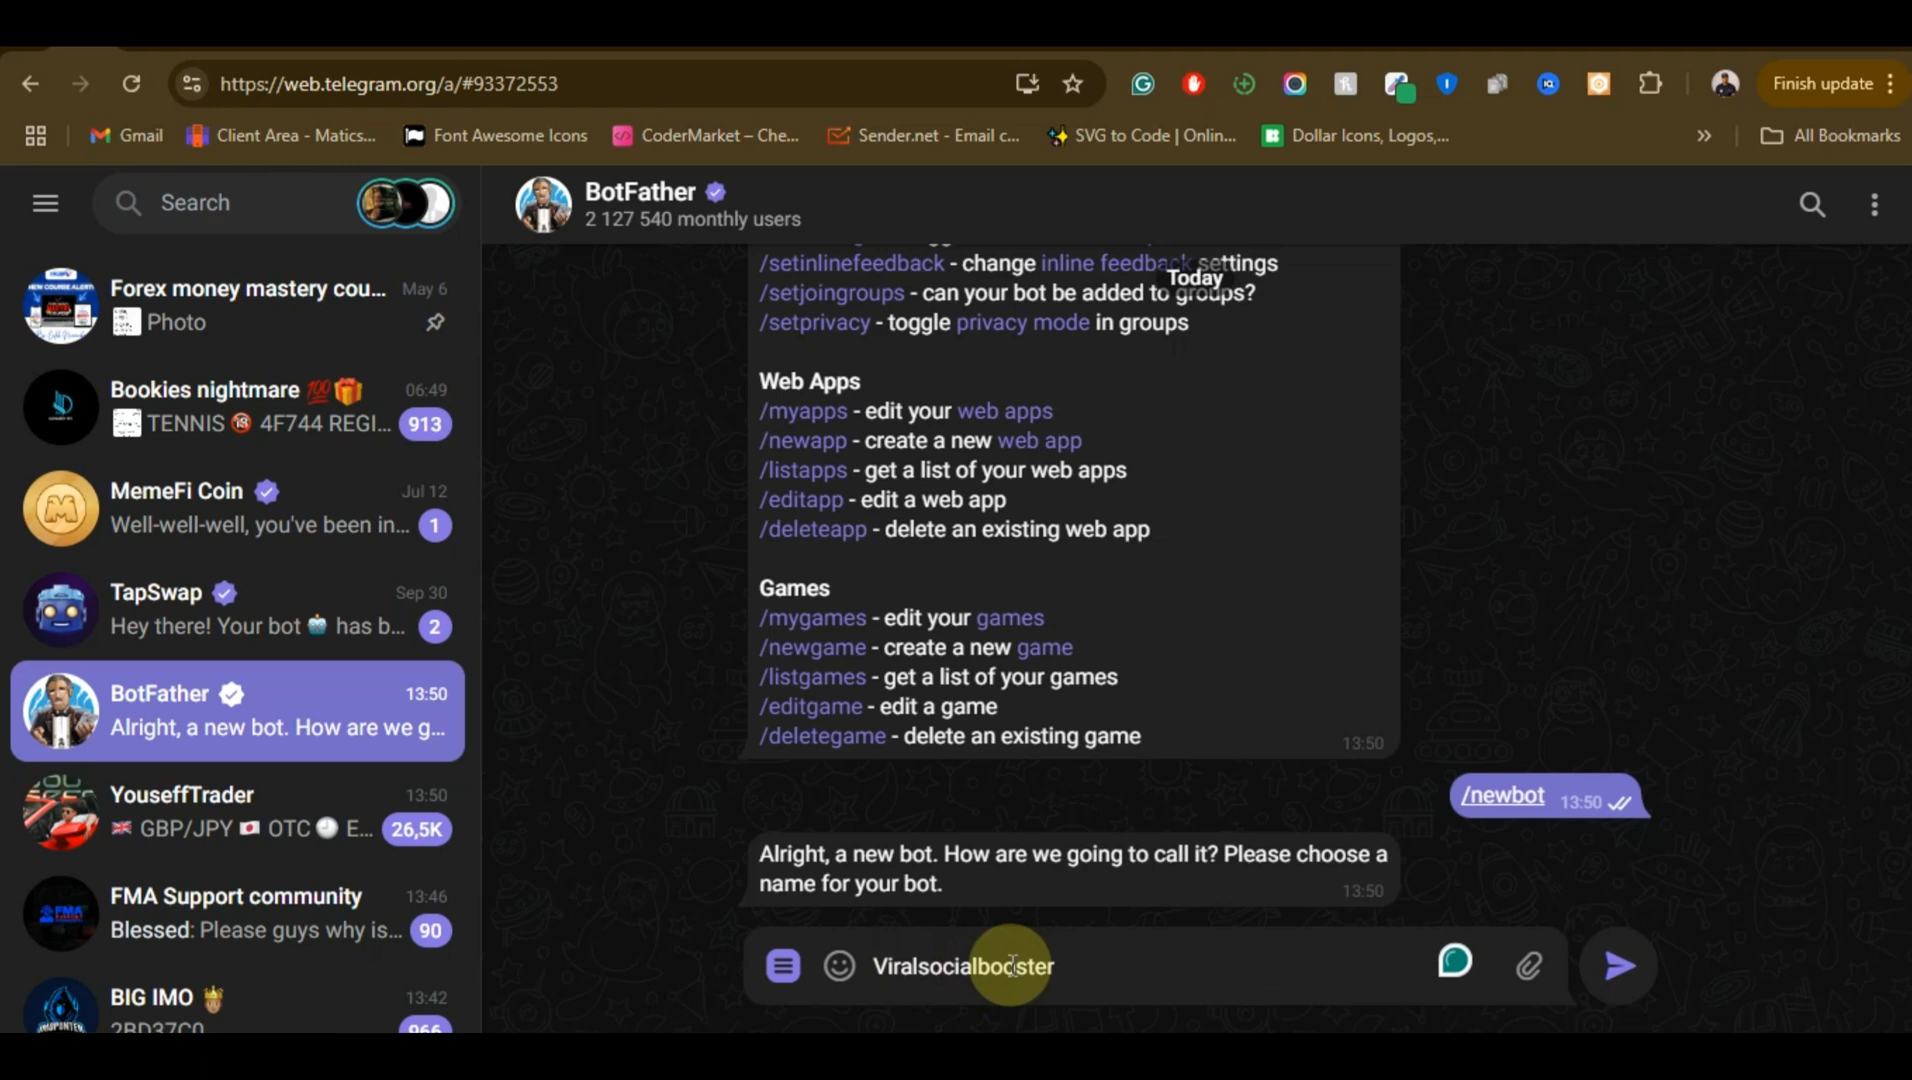 https://web.telegram.org/a/#93372553
Finish update
Gmail
Client Area - Matics...
Font Awesome Icons
CoderMarket – Che...
Sender.net - Email c...
SVG to Code | Onlin...
Dollar Icons, Logos,...
All Bookmarks
Search
BotFather
2 127 540 monthly users
Forex money mastery cou...
May 6
Photo
Bookies nightmare 💯🎁
06:49
TENNIS 🔞 4F744 REGI...
913
MemeFi Coin
Jul 12
Well-well-well, you've been in...
1
TapSwap
Sep 30
Hey there! Your bot 🤖 has b...
2
BotFather
13:50
Alright, a new bot. How are we g...
YouseffTrader
13:50
🇬🇧 GBP/JPY 🇯🇵 OTC 🕘 E...
26,5K
FMA Support community
13:46
Blessed: Please guys why is...
90
BIG IMO 🤴
13:42
2BD37C0
966
/setinlinefeedback - change inline feedback settings
Today
/setjoingroups - can your bot be added to groups?
/setprivacy - toggle privacy mode in groups
Web Apps
/myapps - edit your web apps
/newapp - create a new web app
/listapps - get a list of your web apps
/editapp - edit a web app
/deleteapp - delete an existing web app
Games
/mygames - edit your games
/newgame - create a new game
/listgames - get a list of your games
/editgame - edit a game
/deletegame - delete an existing game
13:50
/newbot 13:50
Alright, a new bot. How are we going to call it? Please choose a
name for your bot.
13:50
Viralsocialbooster